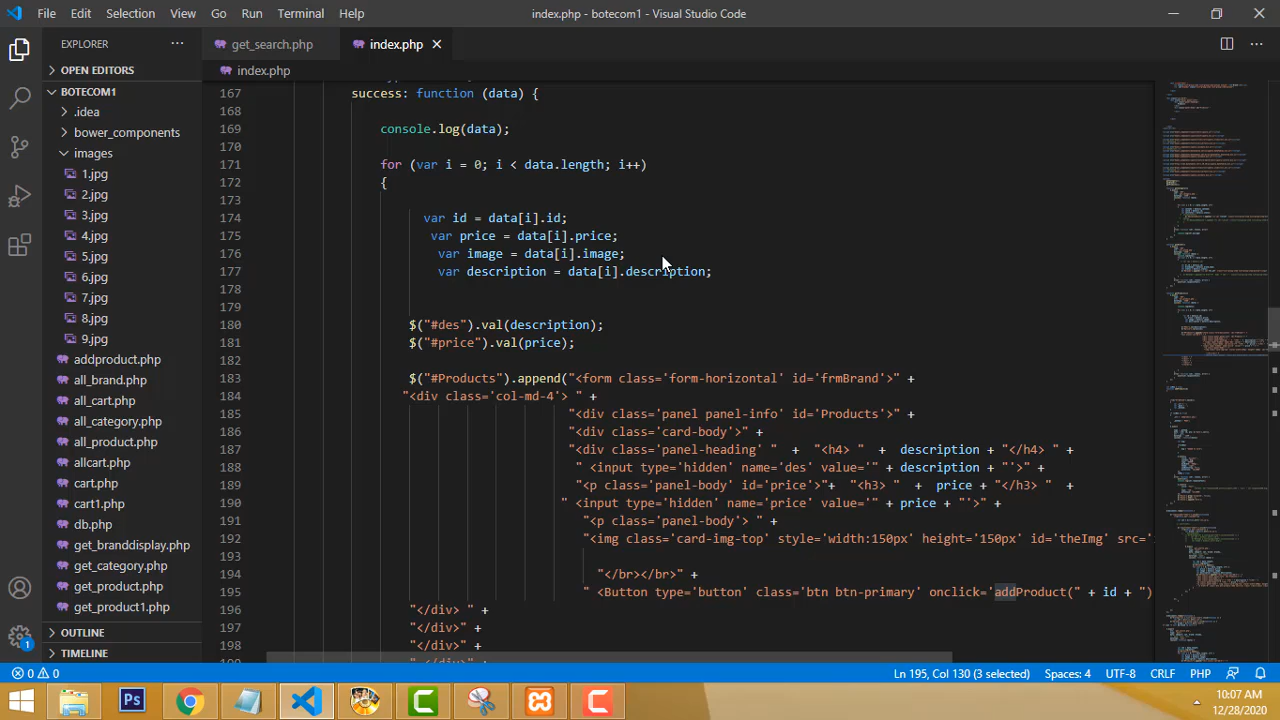 File Edit Selection View Go Run Terminal Help index.php - botecom1 - Visual Studio Code
EXPLORER
get_search.php
index.php
OPEN EDITORS
index.php
BOTECOM1
.idea
bower_components
images
1.jpg
2.jpg
3.jpg
4.jpg
5.jpg
6.jpg
7.jpg
8.jpg
9.jpg
addproduct.php
all_brand.php
all_cart.php
all_category.php
all_product.php
allcart.php
cart.php
cart1.php
db.php
get_branddisplay.php
get_category.php
get_product.php
get_product1.php
OUTLINE
TIMELINE
167 success: function (data) {
168
169 console.log(data);
170
171 for (var i = 0; i < data.length; i++)
172 {
173
174 var id = data[i].id;
175 var price = data[i].price;
176 var image = data[i].image;
177 var description = data[i].description;
178
179
180 $("#des").val(description);
181 $("#price").val(price);
182
183 $("#Products").append("<form class='form-horizontal' id='frmBrand'>" +
184 "<div class='col-md-4'> " +
185 "<div class='panel panel-info' id='Products'>" +
186 "<div class='card-body'>" +
187 "<div class='panel-heading' " + "<h4> " + description + "</h4> " +
188 " <input type='hidden' name='des' value='" + description + "'>" +
189 "<p class='panel-body' id='price'>"+ "<h3> " + price + "</h3> " +
190 " <input type='hidden' name='price' value='" + price + "'>" +
191 "<p class='panel-body'> " +
192 "<img class='card-img-top' style='width:150px' height='150px' id='theImg' src='
193
194 "</br></br>" +
195 " <Button type='button' class='btn btn-primary' onclick='addProduct(" + id + ")
196 "</div> " +
197 "</div>" +
198 "</div>" +
Ln 195, Col 130 (3 selected) Spaces: 4 UTF-8 CRLF PHP
0 0
1
Ps
10:07 AM
12/28/2020